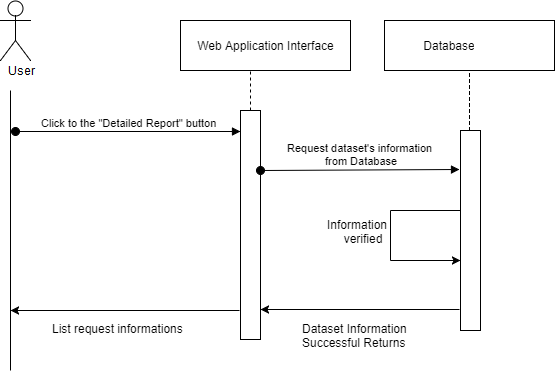 Web Application Interface
Database
User
Click to the "Detailed Report" button
Request dataset's information
from Database
Information
verified
List request informations
Dataset Information
Successful Returns